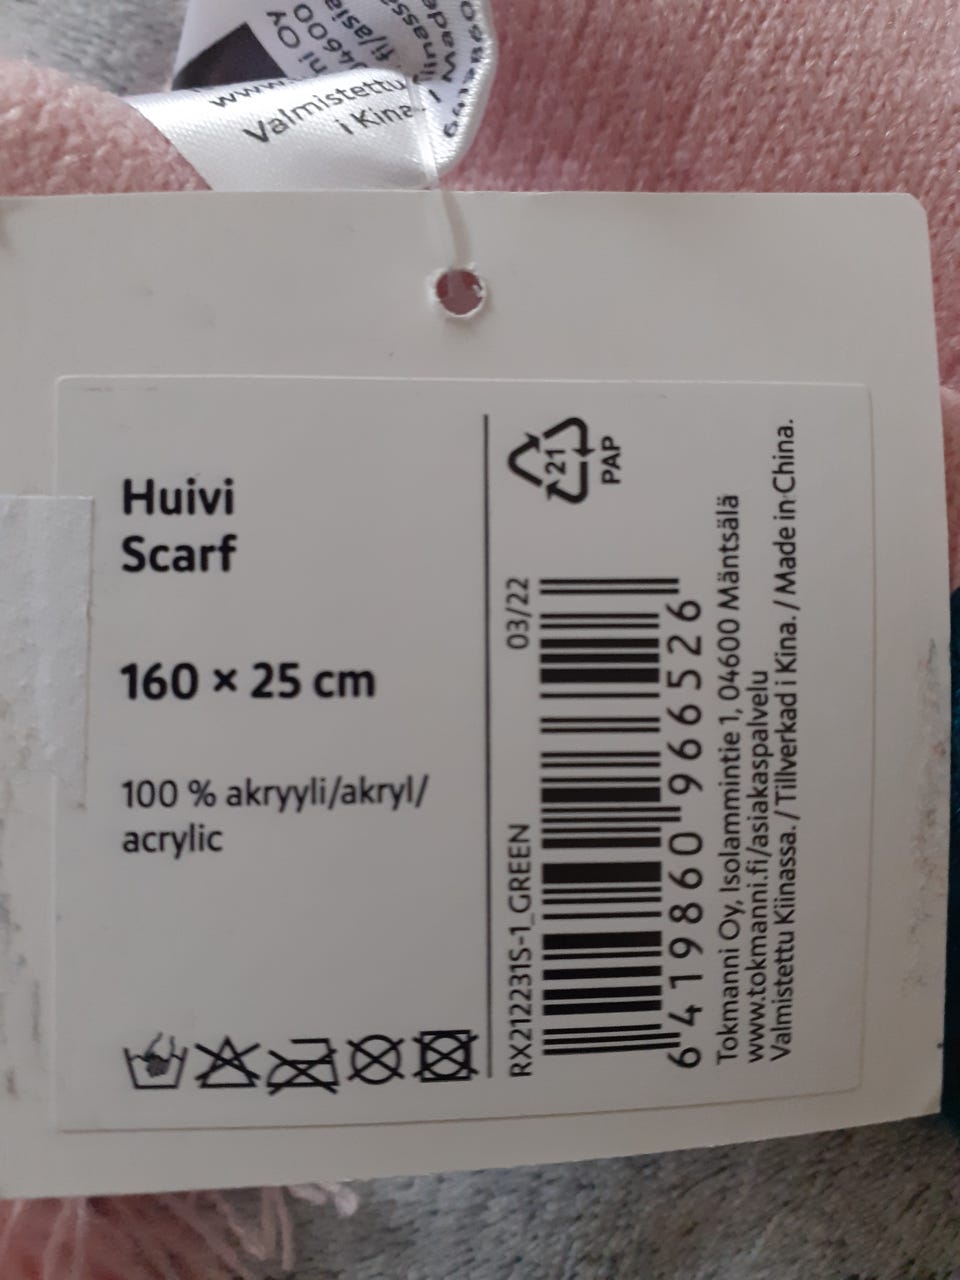 Valmistettu
i Kina
Huivi
Scarf
160 × 25 cm
100 % akryyli/akryl/
acrylic
21
PAP
03/22
RX212231S-1_GREEN
6 419860 966526
Tokmanni Oy, Isolammintie 1, 04600 Mäntsälä
www.tokmanni.fi/asiakaspalvelu
Valmistettu Kiinassa. / Tillverkad i Kina. / Made in China.